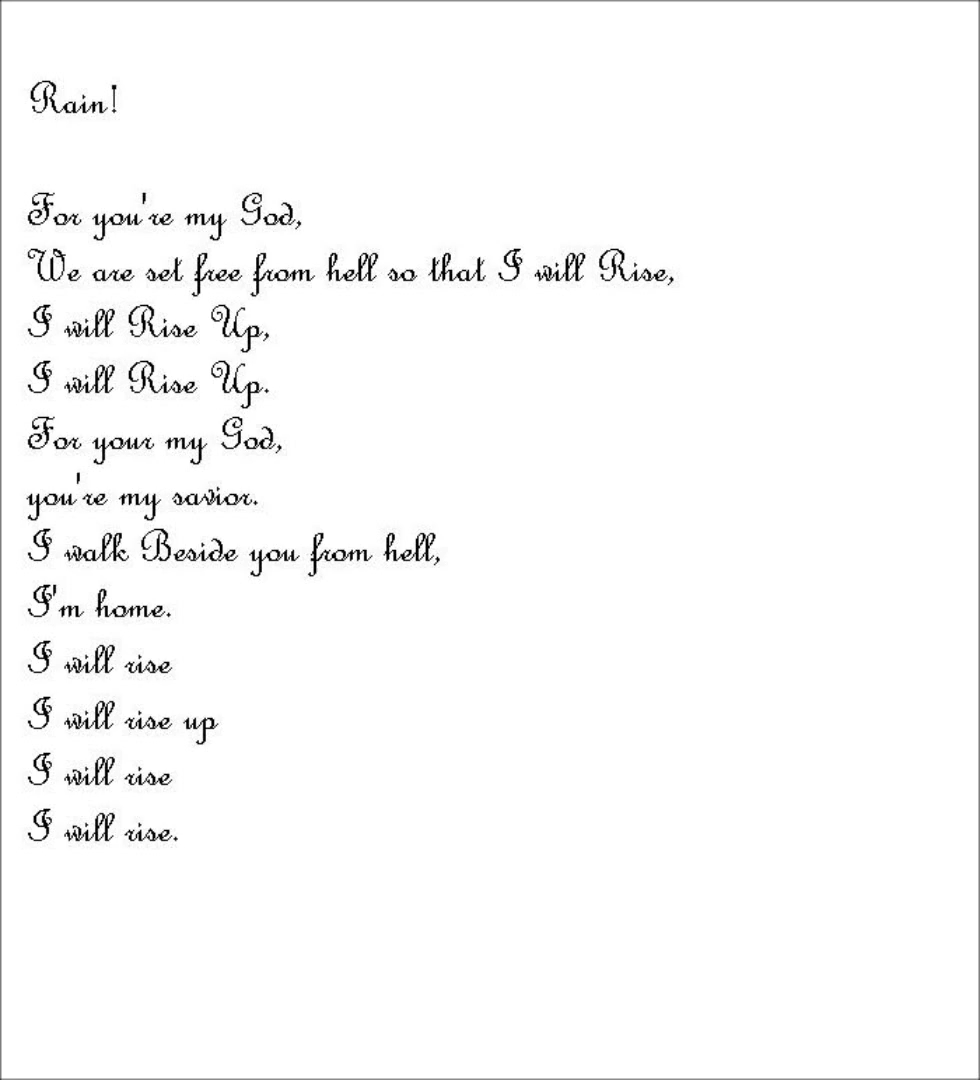 Rain!
For you're my God,
We are set free from hell so that I will Rise,
I will Rise Up,
I will Rise Up.
For your my God,
you're my savior.
I walk Beside you from hell,
I'm home.
I will rise
I will rise up
I will rise
I will rise.